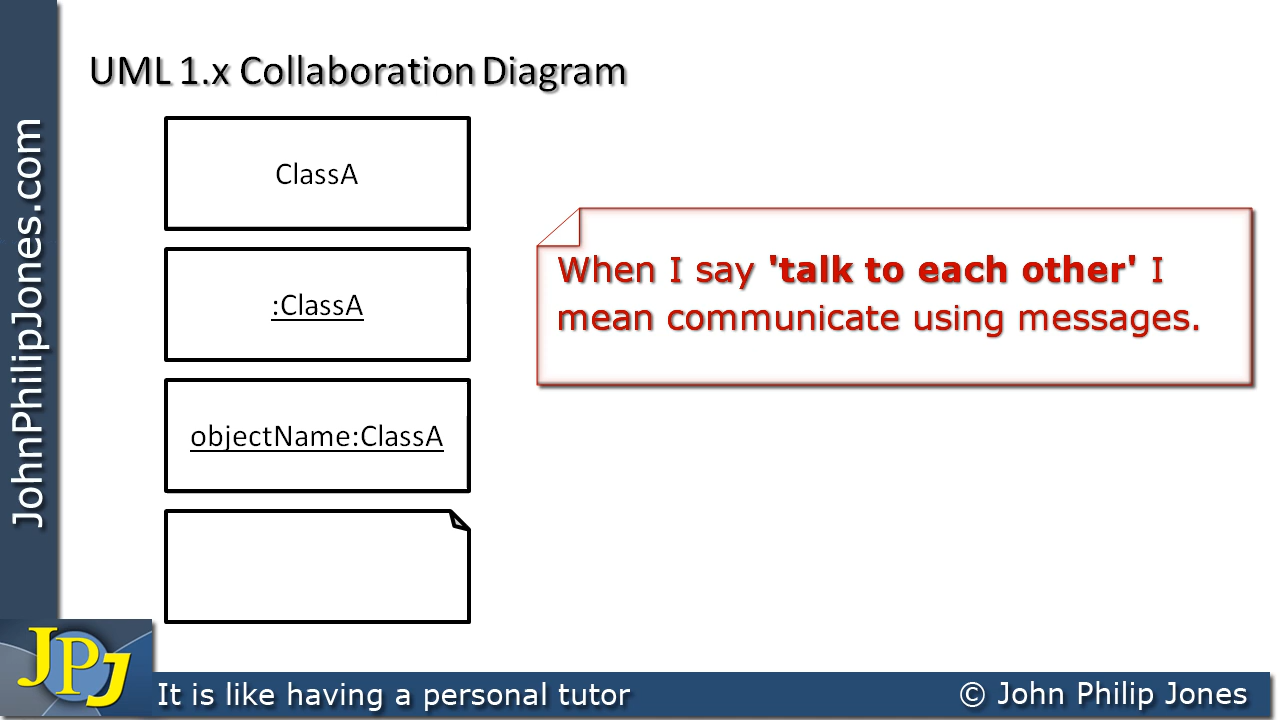 UML 1.x Collaboration Diagram
ClassA
:ClassA
objectName:ClassA
When I say 'talk to each other' I
mean communicate using messages.
JohnPhilipJones.com
JPJ
It is like having a personal tutor
© John Philip Jones